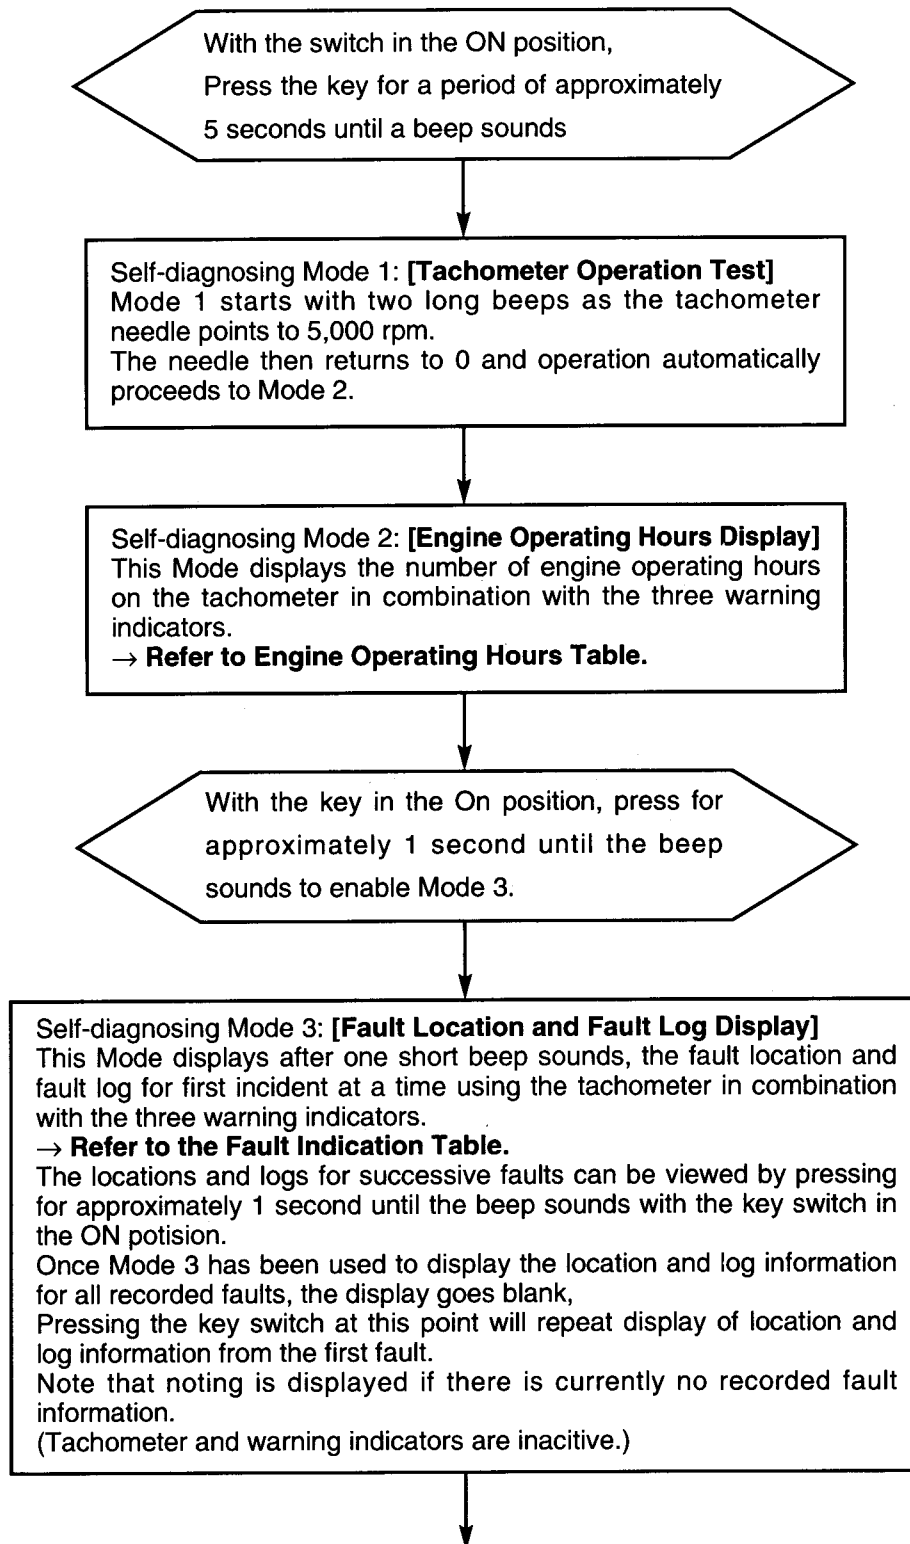 With the switch in the ON position,
Press the key for a period of approximately
5 seconds until a beep sounds
Self-diagnosing Mode 1: [Tachometer Operation Test]
Mode 1 starts with two long beeps as the tachometer
needle points to 5,000 rpm.
The needle then returns to 0 and operation automatically
proceeds to Mode 2.
Self-diagnosing Mode 2: [Engine Operating Hours Display]
This Mode displays the number of engine operating hours
on the tachometer in combination with the three warning
indicators.
→ Refer to Engine Operating Hours Table.
With the key in the On position, press for
approximately 1 second until the beep
sounds to enable Mode 3.
Self-diagnosing Mode 3: [Fault Location and Fault Log Display]
This Mode displays after one short beep sounds, the fault location and
fault log for first incident at a time using the tachometer in combination
with the three warning indicators.
→ Refer to the Fault Indication Table.
The locations and logs for successive faults can be viewed by pressing
for approximately 1 second until the beep sounds with the key switch in
the ON potision.
Once Mode 3 has been used to display the location and log information
for all recorded faults, the display goes blank,
Pressing the key switch at this point will repeat display of location and
log information from the first fault.
Note that noting is displayed if there is currently no recorded fault
information.
(Tachometer and warning indicators are inacitive.)